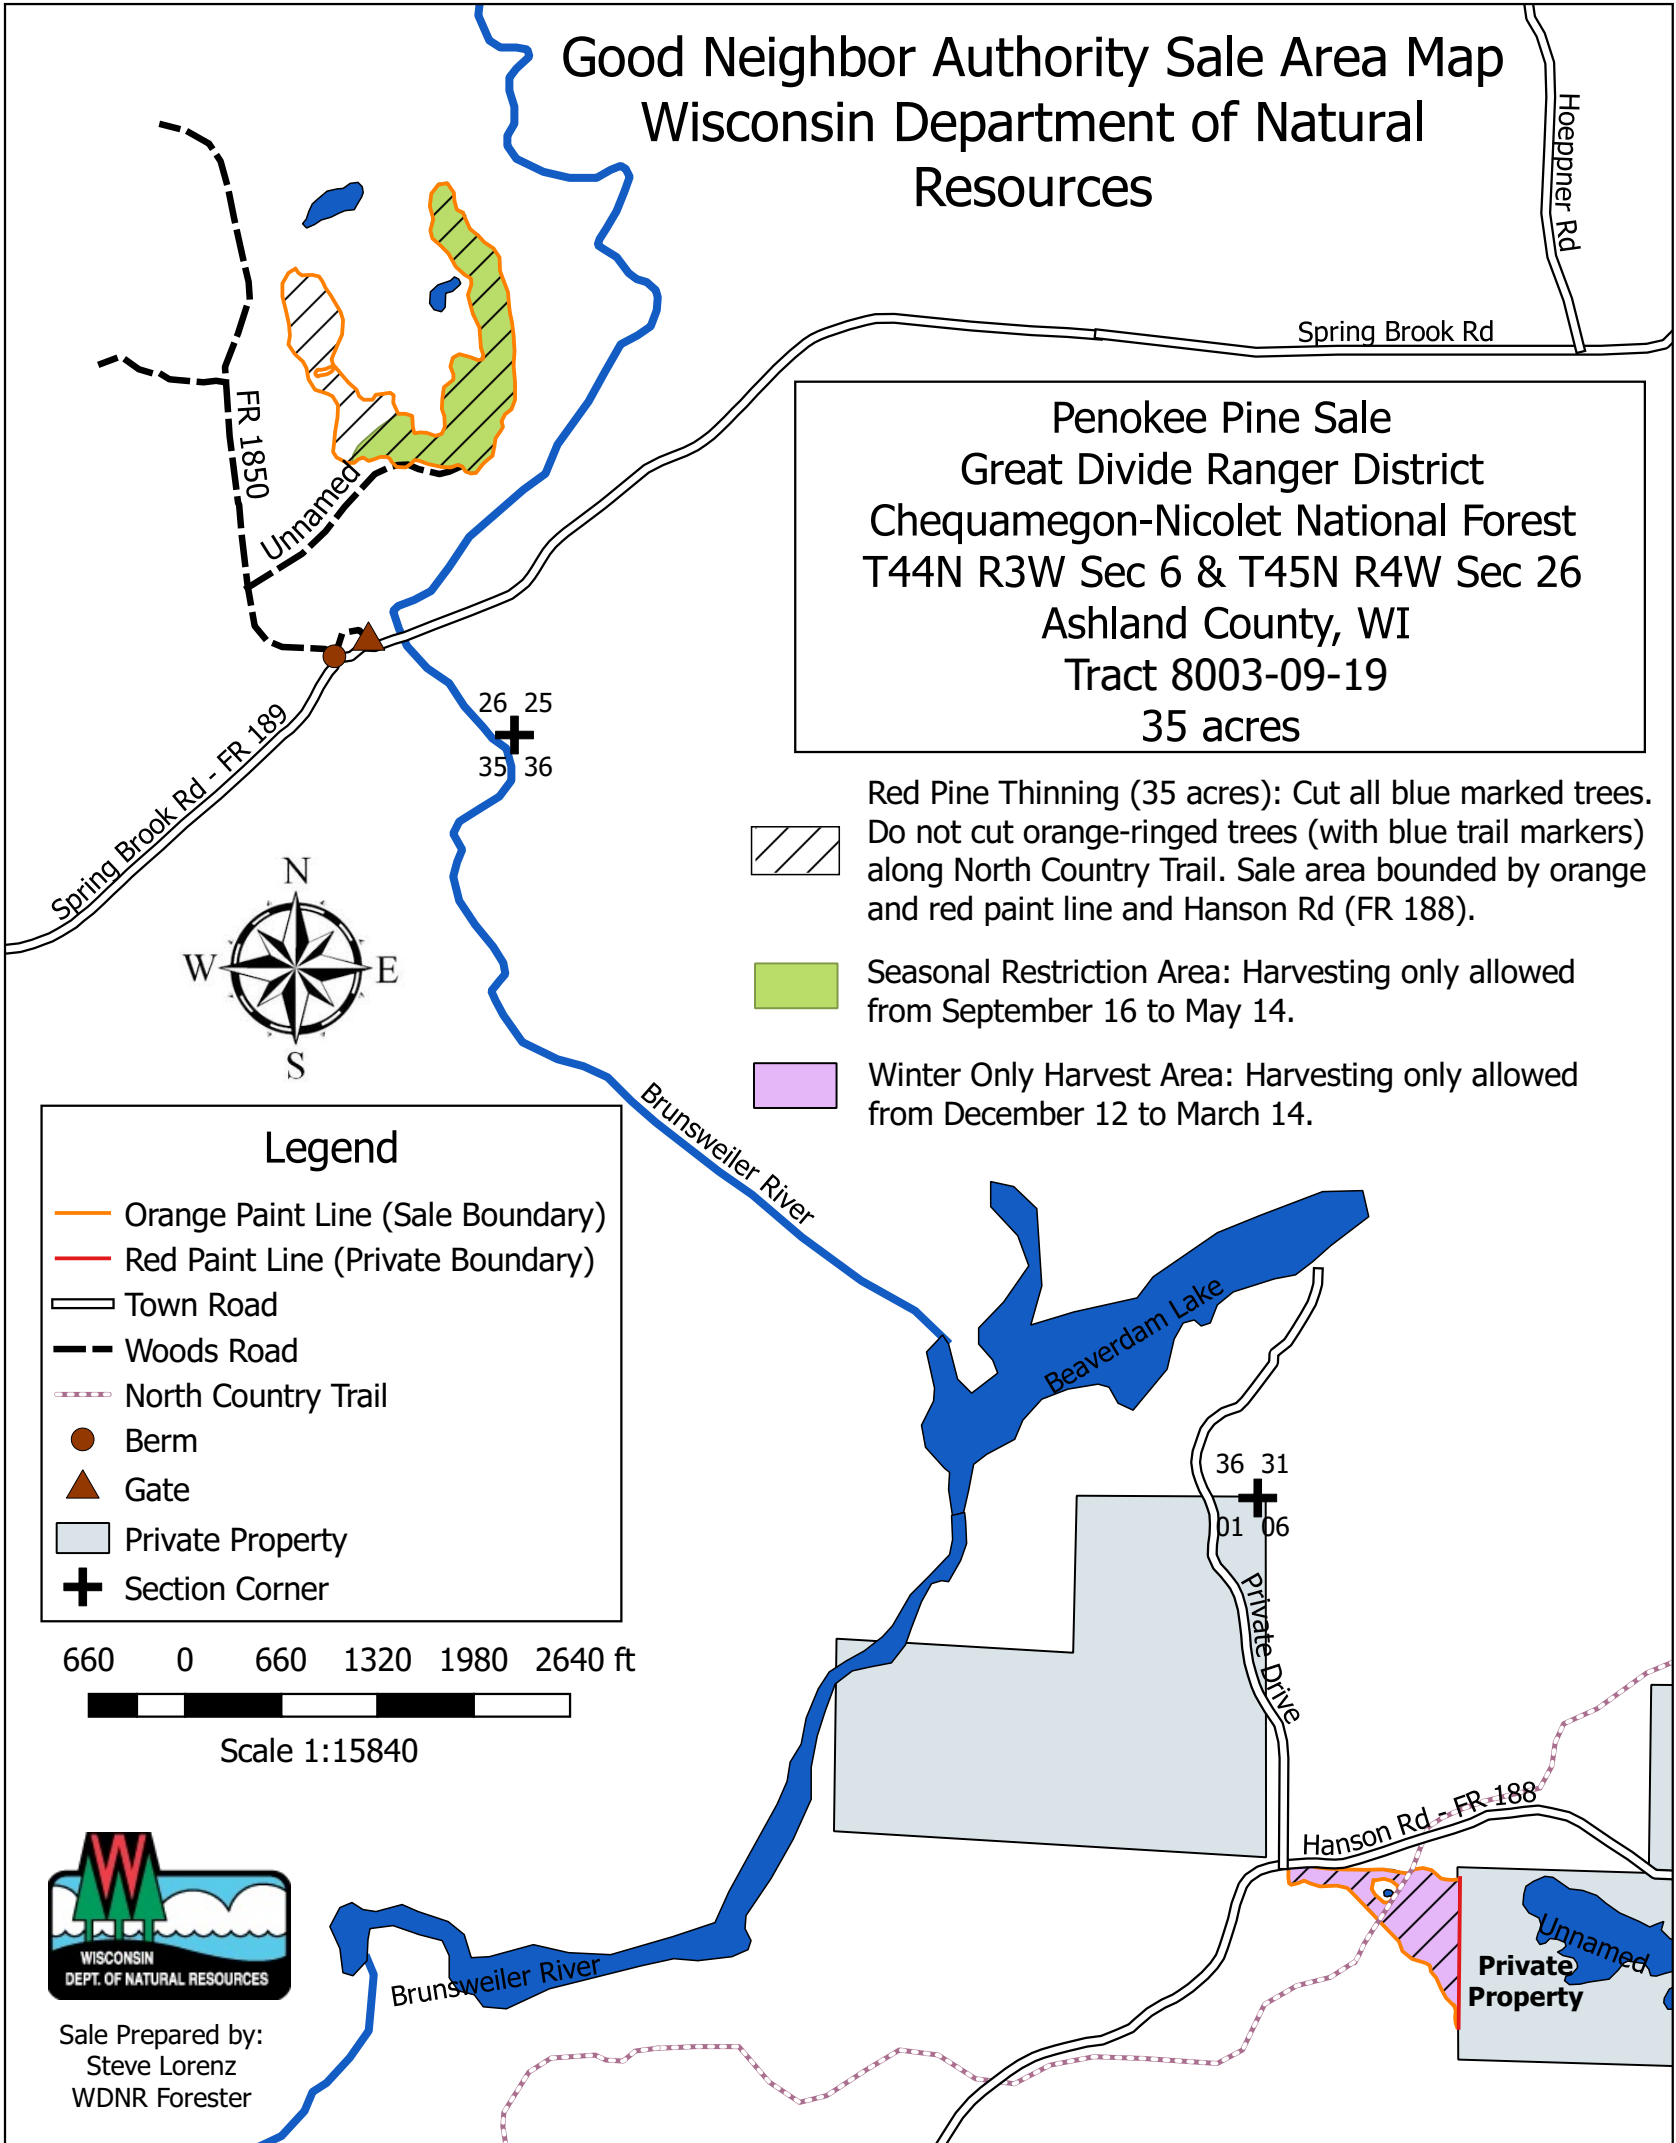 Good Neighbor Authority Sale Area Map
Wisconsin Department of Natural
Resources
Hoeppner Rd
Spring Brook Rd
FR 1850
Unnamed
Penokee Pine Sale
Great Divide Ranger District
Chequamegon-Nicolet National Forest
T44N R3W Sec 6 & T45N R4W Sec 26
Ashland County, WI
Tract 8003-09-19
35 acres
26 25
35 36
Spring Brook Rd - FR 189
Red Pine Thinning (35 acres): Cut all blue marked trees.
Do not cut orange-ringed trees (with blue trail markers)
along North Country Trail. Sale area bounded by orange
and red paint line and Hanson Rd (FR 188).
Seasonal Restriction Area: Harvesting only allowed
from September 16 to May 14.
Winter Only Harvest Area: Harvesting only allowed
from December 12 to March 14.
N
W E
S
Brunsweiler River
Legend
Orange Paint Line (Sale Boundary)
Red Paint Line (Private Boundary)
Town Road
Woods Road
North Country Trail
Berm
Gate
Private Property
Section Corner
Beaverdam Lake
36 31
01 06
Private Drive
660 0 660 1320 1980 2640 ft
Scale 1:15840
Hanson Rd - FR 188
Unnamed
Private
Property
Brunsweiler River
W
WISCONSIN
DEPT. OF NATURAL RESOURCES
Sale Prepared by:
Steve Lorenz
WDNR Forester